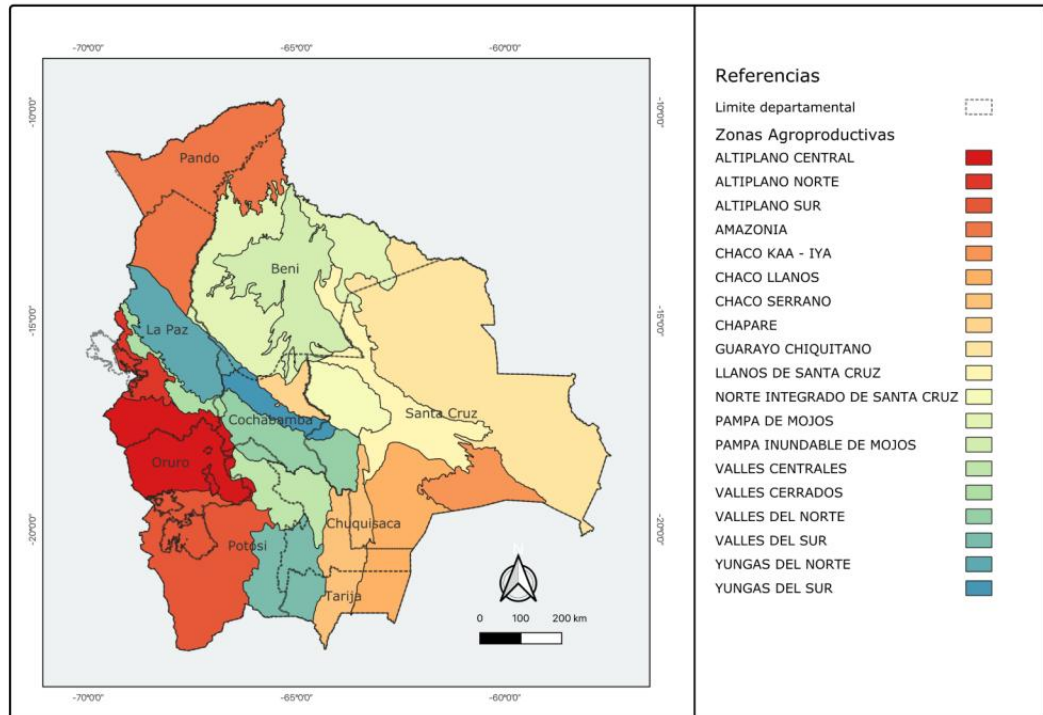 -70°0'0"
-65°0'0"
-60°0'0"
-10°0'0"
-10°0'0"
Pando
Beni
-15°0'0"
-15°0'0"
La Paz
Santa Cruz
Cochabamba
Oruro
-20°0'0"
-20°0'0"
Chuquisaca
Potosi
Tarija
N
0 100 200 km
-70°0'0"
-65°0'0"
-60°0'0"
Referencias
Limite departamental
Zonas Agroproductivas
ALTIPLANO CENTRAL
ALTIPLANO NORTE
ALTIPLANO SUR
AMAZONIA
CHACO KAA - IYA
CHACO LLANOS
CHACO SERRANO
CHAPARE
GUARAYO CHIQUITANO
LLANOS DE SANTA CRUZ
NORTE INTEGRADO DE SANTA CRUZ
PAMPA DE MOJOS
PAMPA INUNDABLE DE MOJOS
VALLES CENTRALES
VALLES CERRADOS
VALLES DEL NORTE
VALLES DEL SUR
YUNGAS DEL NORTE
YUNGAS DEL SUR